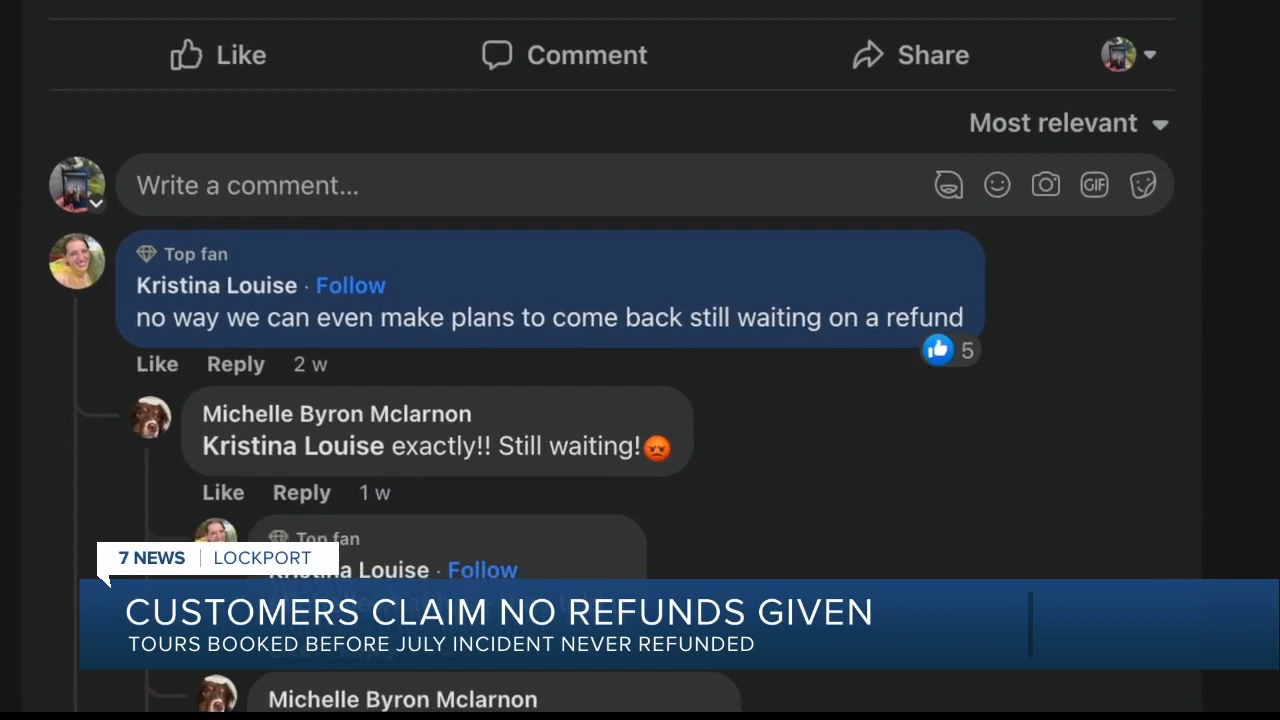 Like
Comment
Share
Most relevant
Write a comment...
GIF
Top fan
Kristina Louise · Follow
no way we can even make plans to come back still waiting on a refund
5
Like Reply 2 w
Michelle Byron Mclarnon
Kristina Louise exactly!! Still waiting!😡
Like Reply 1 w
Top fan
Kristina Louise · Follow
7 NEWS | LOCKPORT
CUSTOMERS CLAIM NO REFUNDS GIVEN
TOURS BOOKED BEFORE JULY INCIDENT NEVER REFUNDED
Michelle Byron Mclarnon